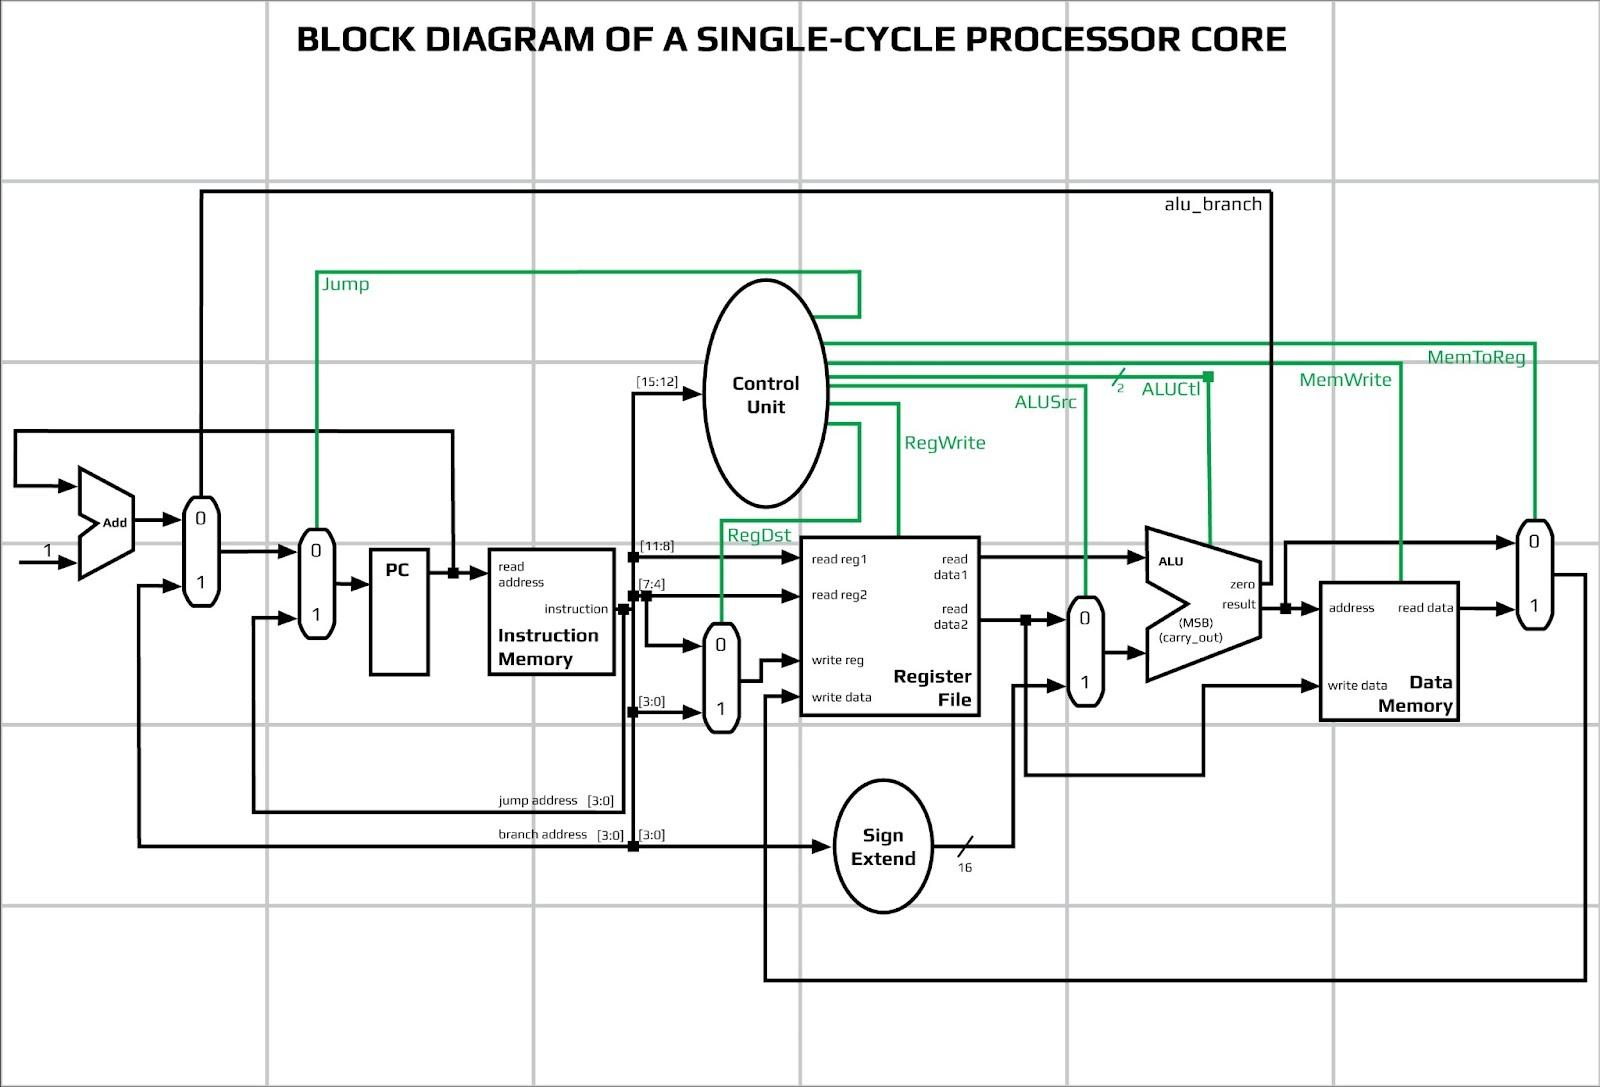 BLOCK DIAGRAM OF A SINGLE-CYCLE PROCESSOR CORE
alu_branch
Jump
MemToReg
MemWrite
ALUCtl
2
ALUSrc
RegWrite
RegDst
Control
Unit
[15:12]
Add
1
0
1
0
1
PC
read
address
instruction
Instruction
Memory
[11:8]
[7:4]
[3:0]
0
1
read reg1
read reg2
write reg
write data
read
data1
read
data2
Register
File
0
1
ALU
zero
result
(MSB)
(carry_out)
address
read data
write data
Data
Memory
0
1
jump address [3:0]
branch address [3:0]
[3:0]
Sign
Extend
16